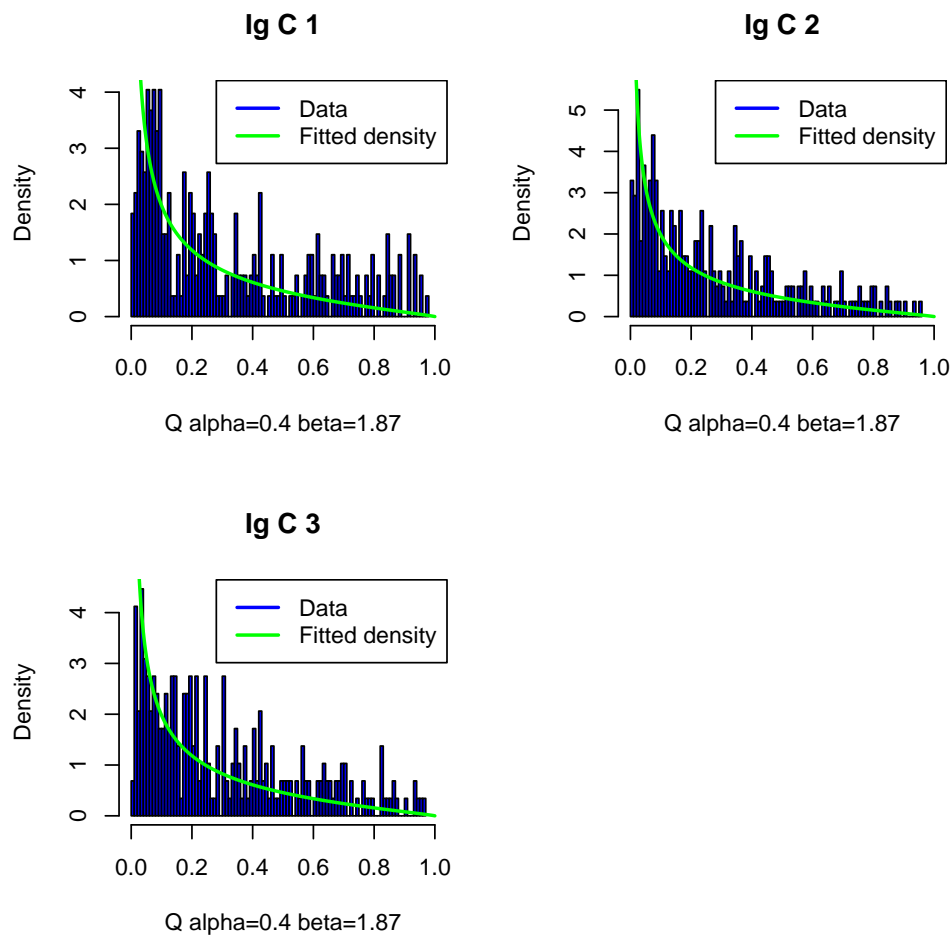 Ig C 1
Data
Fitted density
Density
0
1
2
3
4
0.0 0.2 0.4 0.6 0.8 1.0
Q alpha=0.4 beta=1.87
Ig C 2
Data
Fitted density
Density
0
1
2
3
4
5
0.0 0.2 0.4 0.6 0.8 1.0
Q alpha=0.4 beta=1.87
Ig C 3
Data
Fitted density
Density
0
1
2
3
4
0.0 0.2 0.4 0.6 0.8 1.0
Q alpha=0.4 beta=1.87